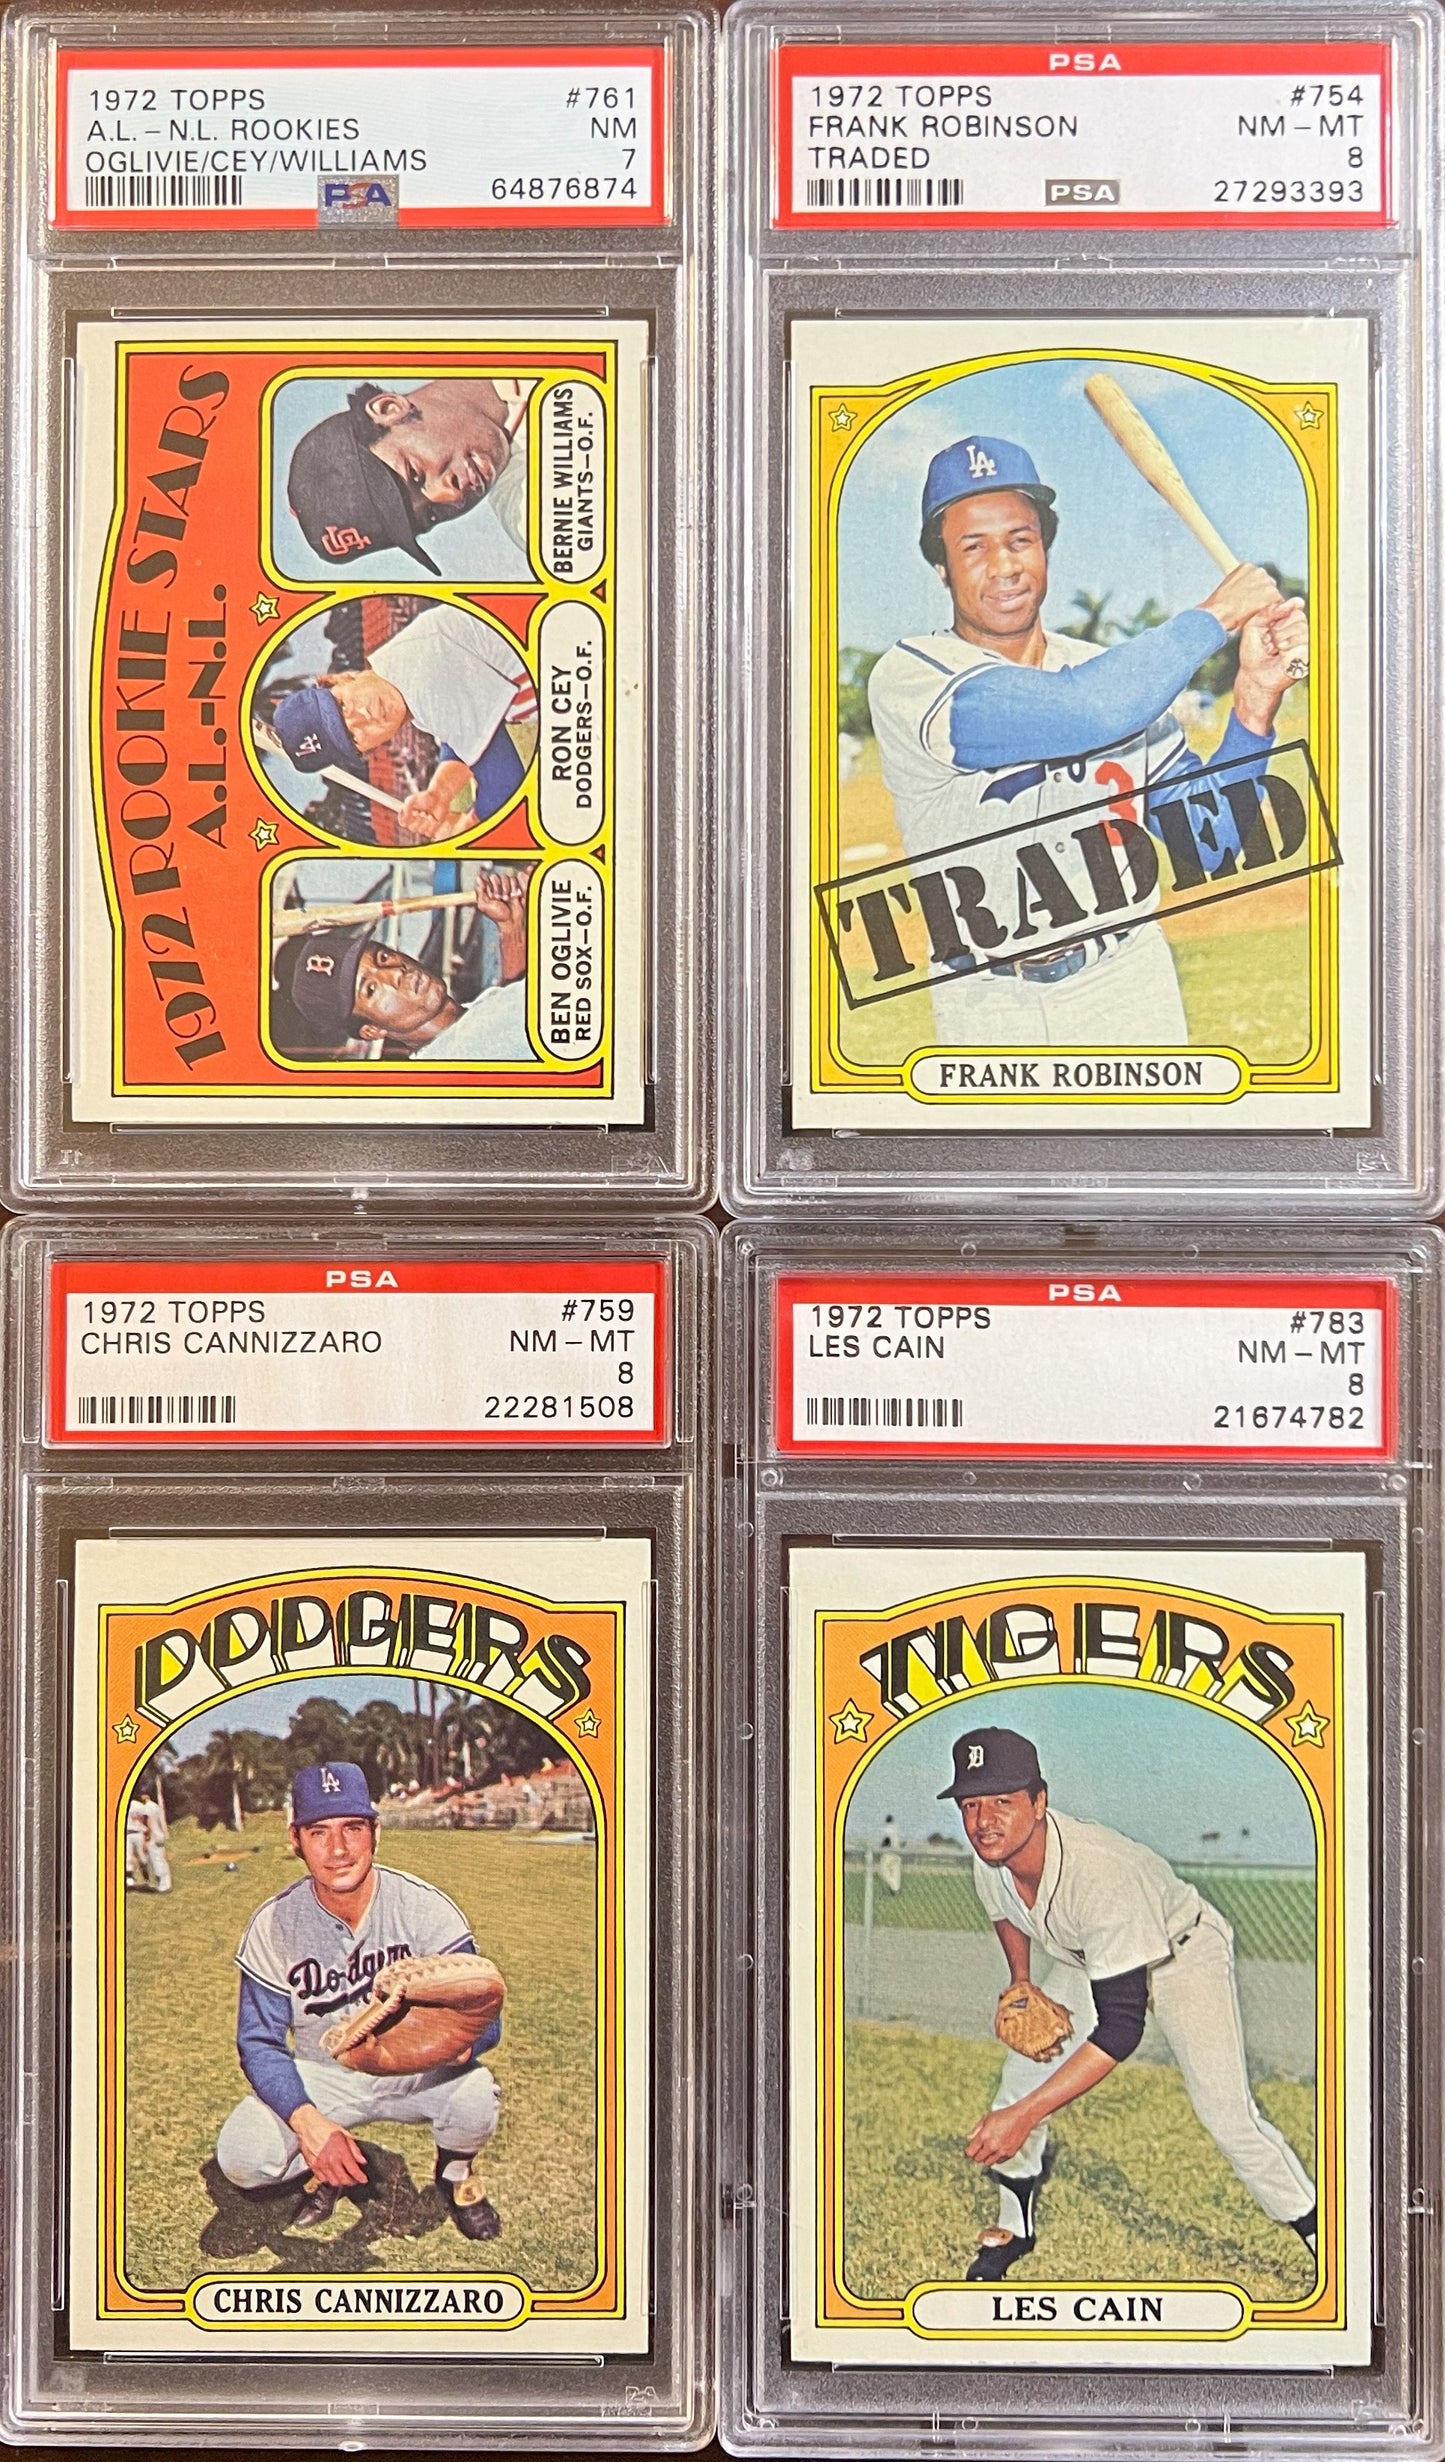 1972 TOPPS #761
A.L. – N.L. ROOKIES NM
OGLIVIE/CEY/WILLIAMS 7
PSA 64876874
1972 ROOKIE STARS
A.L.-N.L.
BEN OGLIVIE
RED SOX–O.F.
RON CEY
DODGERS–O.F.
BERNIE WILLIAMS
GIANTS–O.F.
PSA
1972 TOPPS #754
FRANK ROBINSON NM – MT
TRADED 8
PSA 27293393
LA
3
TRADED
FRANK ROBINSON
PSA
1972 TOPPS #759
CHRIS CANNIZZARO NM – MT
8
22281508
DODGERS
LA
Dodgers
CHRIS CANNIZZARO
PSA
1972 TOPPS #783
LES CAIN NM – MT
8
21674782
TIGERS
D
LES CAIN